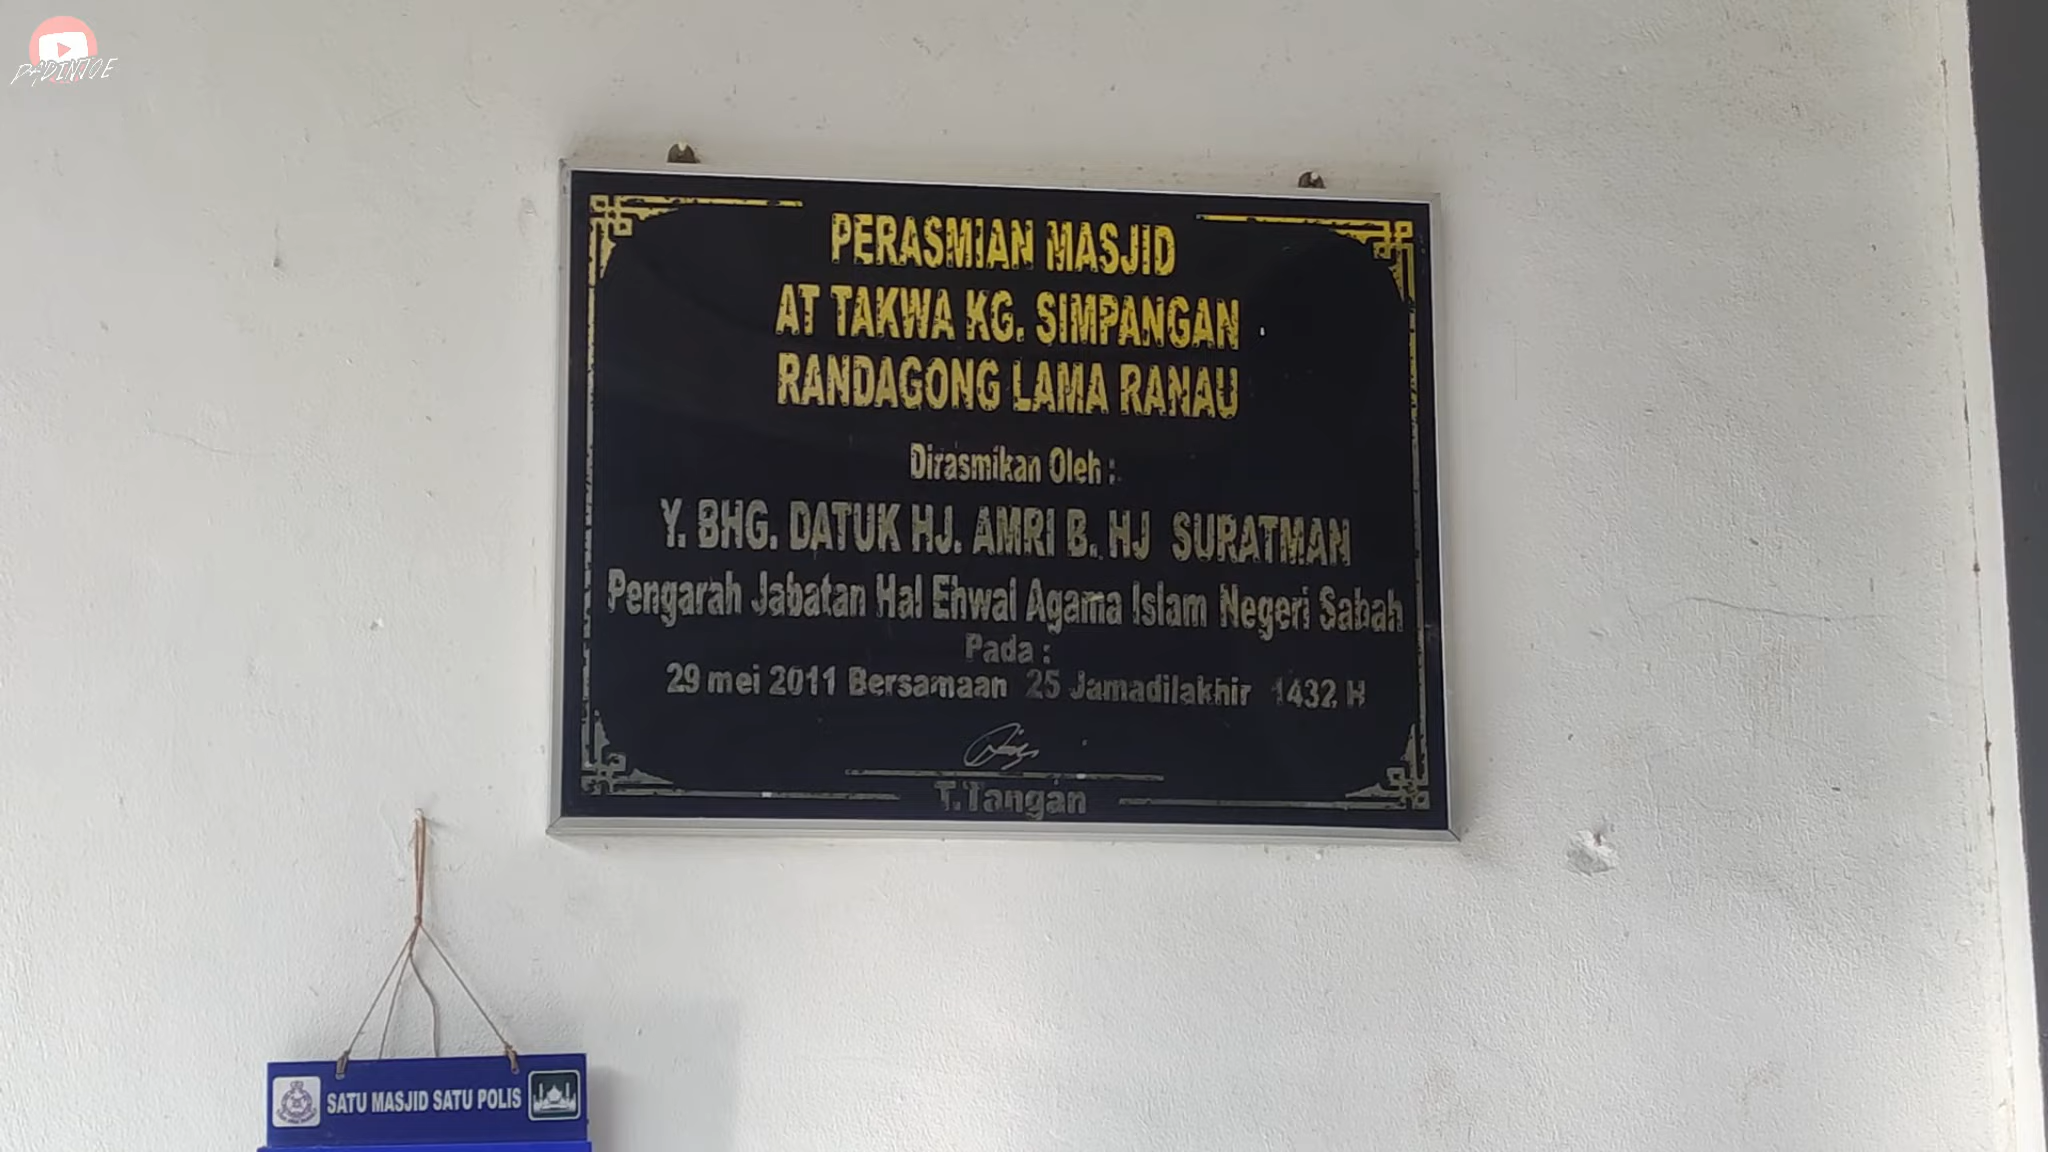 PADINTOE
PERASMIAN MASJID
AT TAKWA KG. SIMPANGAN
RANDAGONG LAMA RANAU
Dirasmikan Oleh :
Y. BHG. DATUK HJ. AMRI B. HJ SURATMAN
Pengarah Jabatan Hal Ehwal Agama Islam Negeri Sabah
Pada :
29 mei 2011 Bersamaan 25 Jamadilakhir 1432 H
T.Tangan
SATU MASJID SATU POLIS